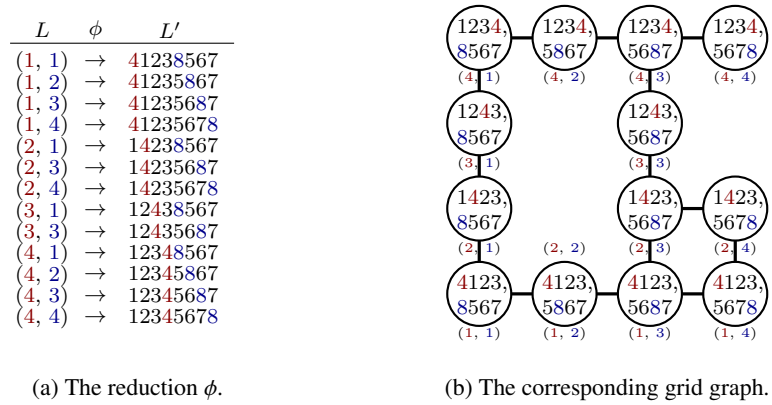 L ϕ L′
(1, 1) → 41238567
(1, 2) → 41235867
(1, 3) → 41235687
(1, 4) → 41235678
(2, 1) → 14238567
(2, 3) → 14235687
(2, 4) → 14235678
(3, 1) → 12438567
(3, 3) → 12435687
(4, 1) → 12348567
(4, 2) → 12345867
(4, 3) → 12345687
(4, 4) → 12345678
(a) The reduction ϕ.
1234, 1234, 1234, 1234,
8567 5867 5687 5678
(4, 1) (4, 2) (4, 3) (4, 4)
1243, 1243,
8567 5687
(3, 1) (3, 3)
1423, 1423, 1423,
8567 5687 5678
(2, 1) (2, 2) (2, 3) (2, 4)
4123, 4123, 4123, 4123,
8567 5867 5687 5678
(1, 1) (1, 2) (1, 3) (1, 4)
(b) The corresponding grid graph.